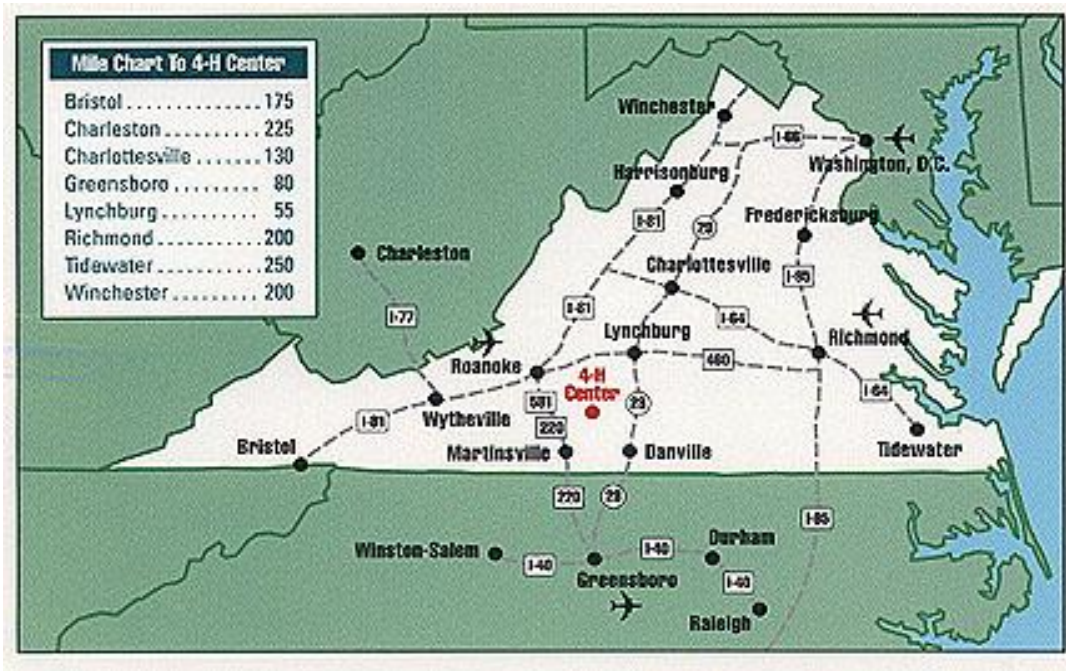 Mile Chart To 4-H Center
Bristol..............175
Charleston..........225
Charlottesville.......130
Greensboro.........80
Lynchburg..........55
Richmond..........200
Tidewater...........250
Winchester.........200
Winchester
I-66
Washington, D.C.
Harrisonburg
I-81
29
Fredericksburg
Charleston
Charlottesville
I-95
I-77
I-81
I-64
Lynchburg
Richmond
Roanoke
460
4-H
Center
581
29
I-64
Wytheville
I-81
220
Bristol
Martinsville
Danville
Tidewater
220
29
I-85
Winston-Salem
I-40
I-40
Durham
Greensboro
I-40
Raleigh